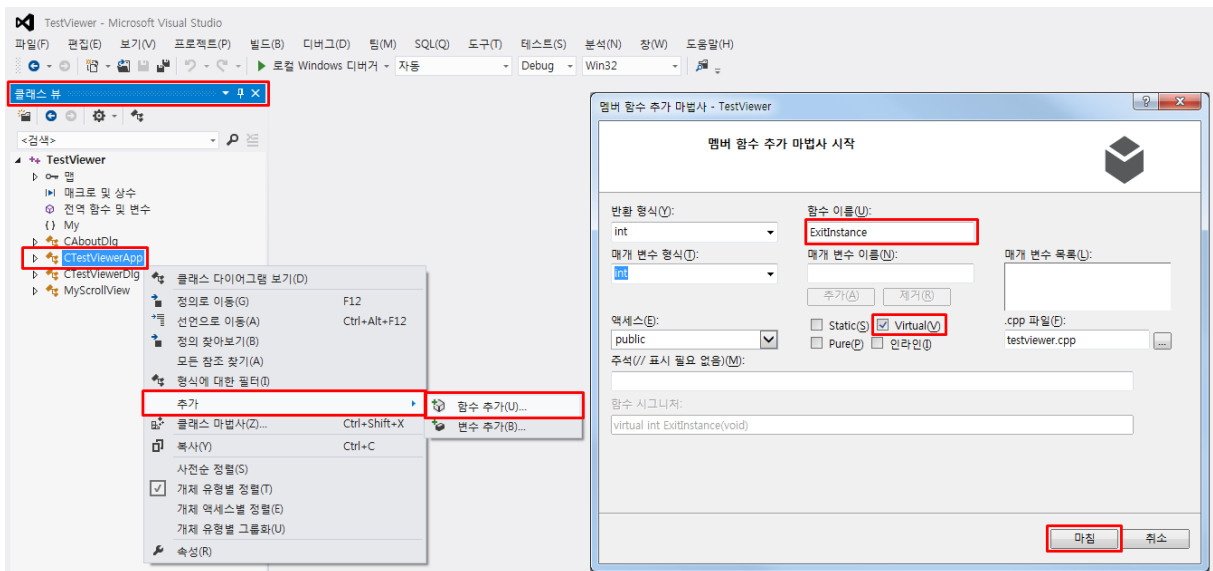 TestViewer - Microsoft Visual Studio
파일(F) 편집(E) 보기(V) 프로젝트(P) 빌드(B) 디버그(D) 팀(M) SQL(Q) 도구(T) 테스트(S) 분석(N) 창(W) 도움말(H)
로컬 Windows 디버거 자동 Debug Win32
클래스 뷰
<검색>
TestViewer
맵
매크로 및 상수
전역 함수 및 변수
{} My
CAboutDlg
CTestViewerApp
CTestViewerDlg
MyScrollView
클래스 다이어그램 보기(D)
정의로 이동(G) F12
선언으로 이동(A) Ctrl+Alt+F12
정의 찾아보기(B)
모든 참조 찾기(A)
형식에 대한 필터(I)
추가
클래스 마법사(Z)... Ctrl+Shift+X
복사(Y) Ctrl+C
사전순 정렬(S)
개체 유형별 정렬(T)
개체 액세스별 정렬(E)
개체 유형별 그룹화(U)
속성(R)
함수 추가(U)...
변수 추가(B)...
멤버 함수 추가 마법사 - TestViewer
멤버 함수 추가 마법사 시작
반환 형식(Y): 함수 이름(U):
int ExitInstance
매개 변수 형식(T): 매개 변수 이름(N): 매개 변수 목록(L):
int
추가(A) 제거(R)
액세스(E): Static(S) Virtual(V) .cpp 파일(F):
public Pure(P) 인라인(I) testviewer.cpp ...
주석(// 표시 필요 없음)(M):
함수 시그니처:
virtual int ExitInstance(void)
마침 취소